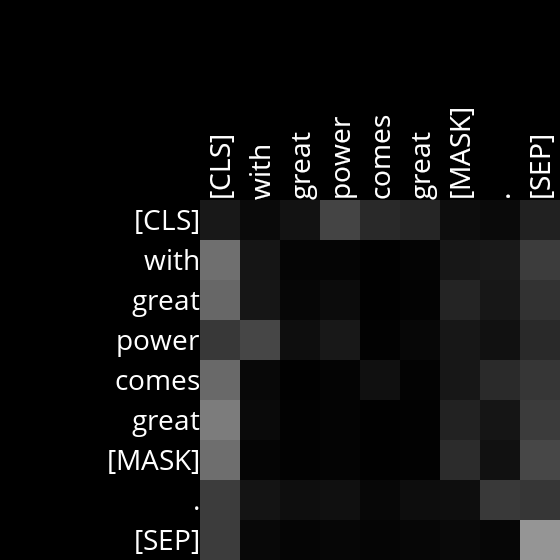 [CLS] with great power comes great [MASK] . [SEP]
[CLS]
with
great
power
comes
great
[MASK]
.
[SEP]